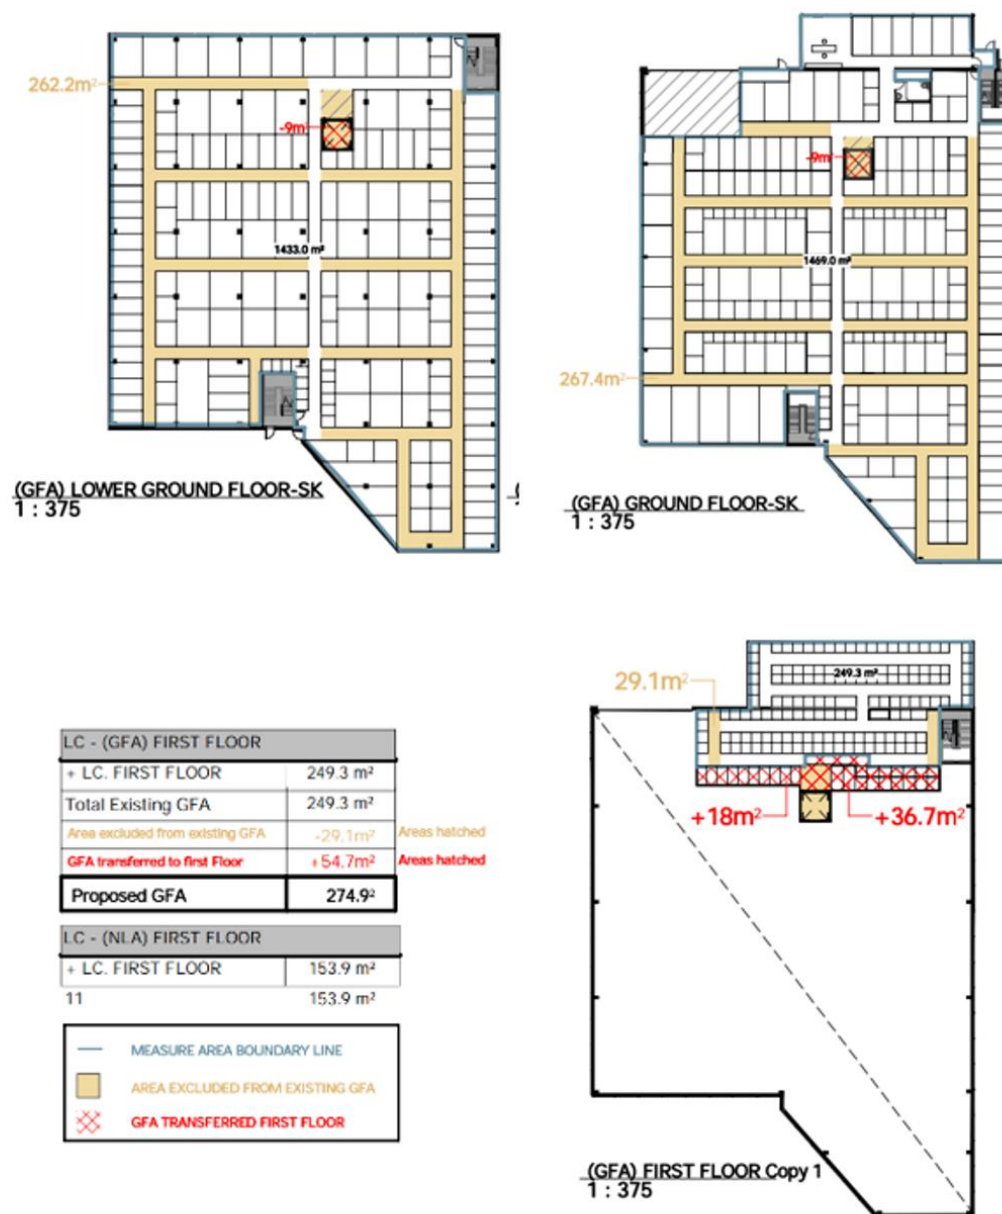 262.2m²
-9m²
1433.0 m²
(GFA) LOWER GROUND FLOOR-SK
1 : 375
-9m²
1469.0 m²
267.4m²
(GFA) GROUND FLOOR-SK
1 : 375
LC - (GFA) FIRST FLOOR
+ LC. FIRST FLOOR 249.3 m²
Total Existing GFA 249.3 m²
Area excluded from existing GFA -29.1m² Areas hatched
GFA transferred to first Floor +54.7m² Areas hatched
Proposed GFA 274.9²
LC - (NLA) FIRST FLOOR
+ LC. FIRST FLOOR 153.9 m²
11 153.9 m²
MEASURE AREA BOUNDARY LINE
AREA EXCLUDED FROM EXISTING GFA
GFA TRANSFERRED FIRST FLOOR
249.3 m²
29.1m²
+18m²
+36.7m²
(GFA) FIRST FLOOR Copy 1
1 : 375